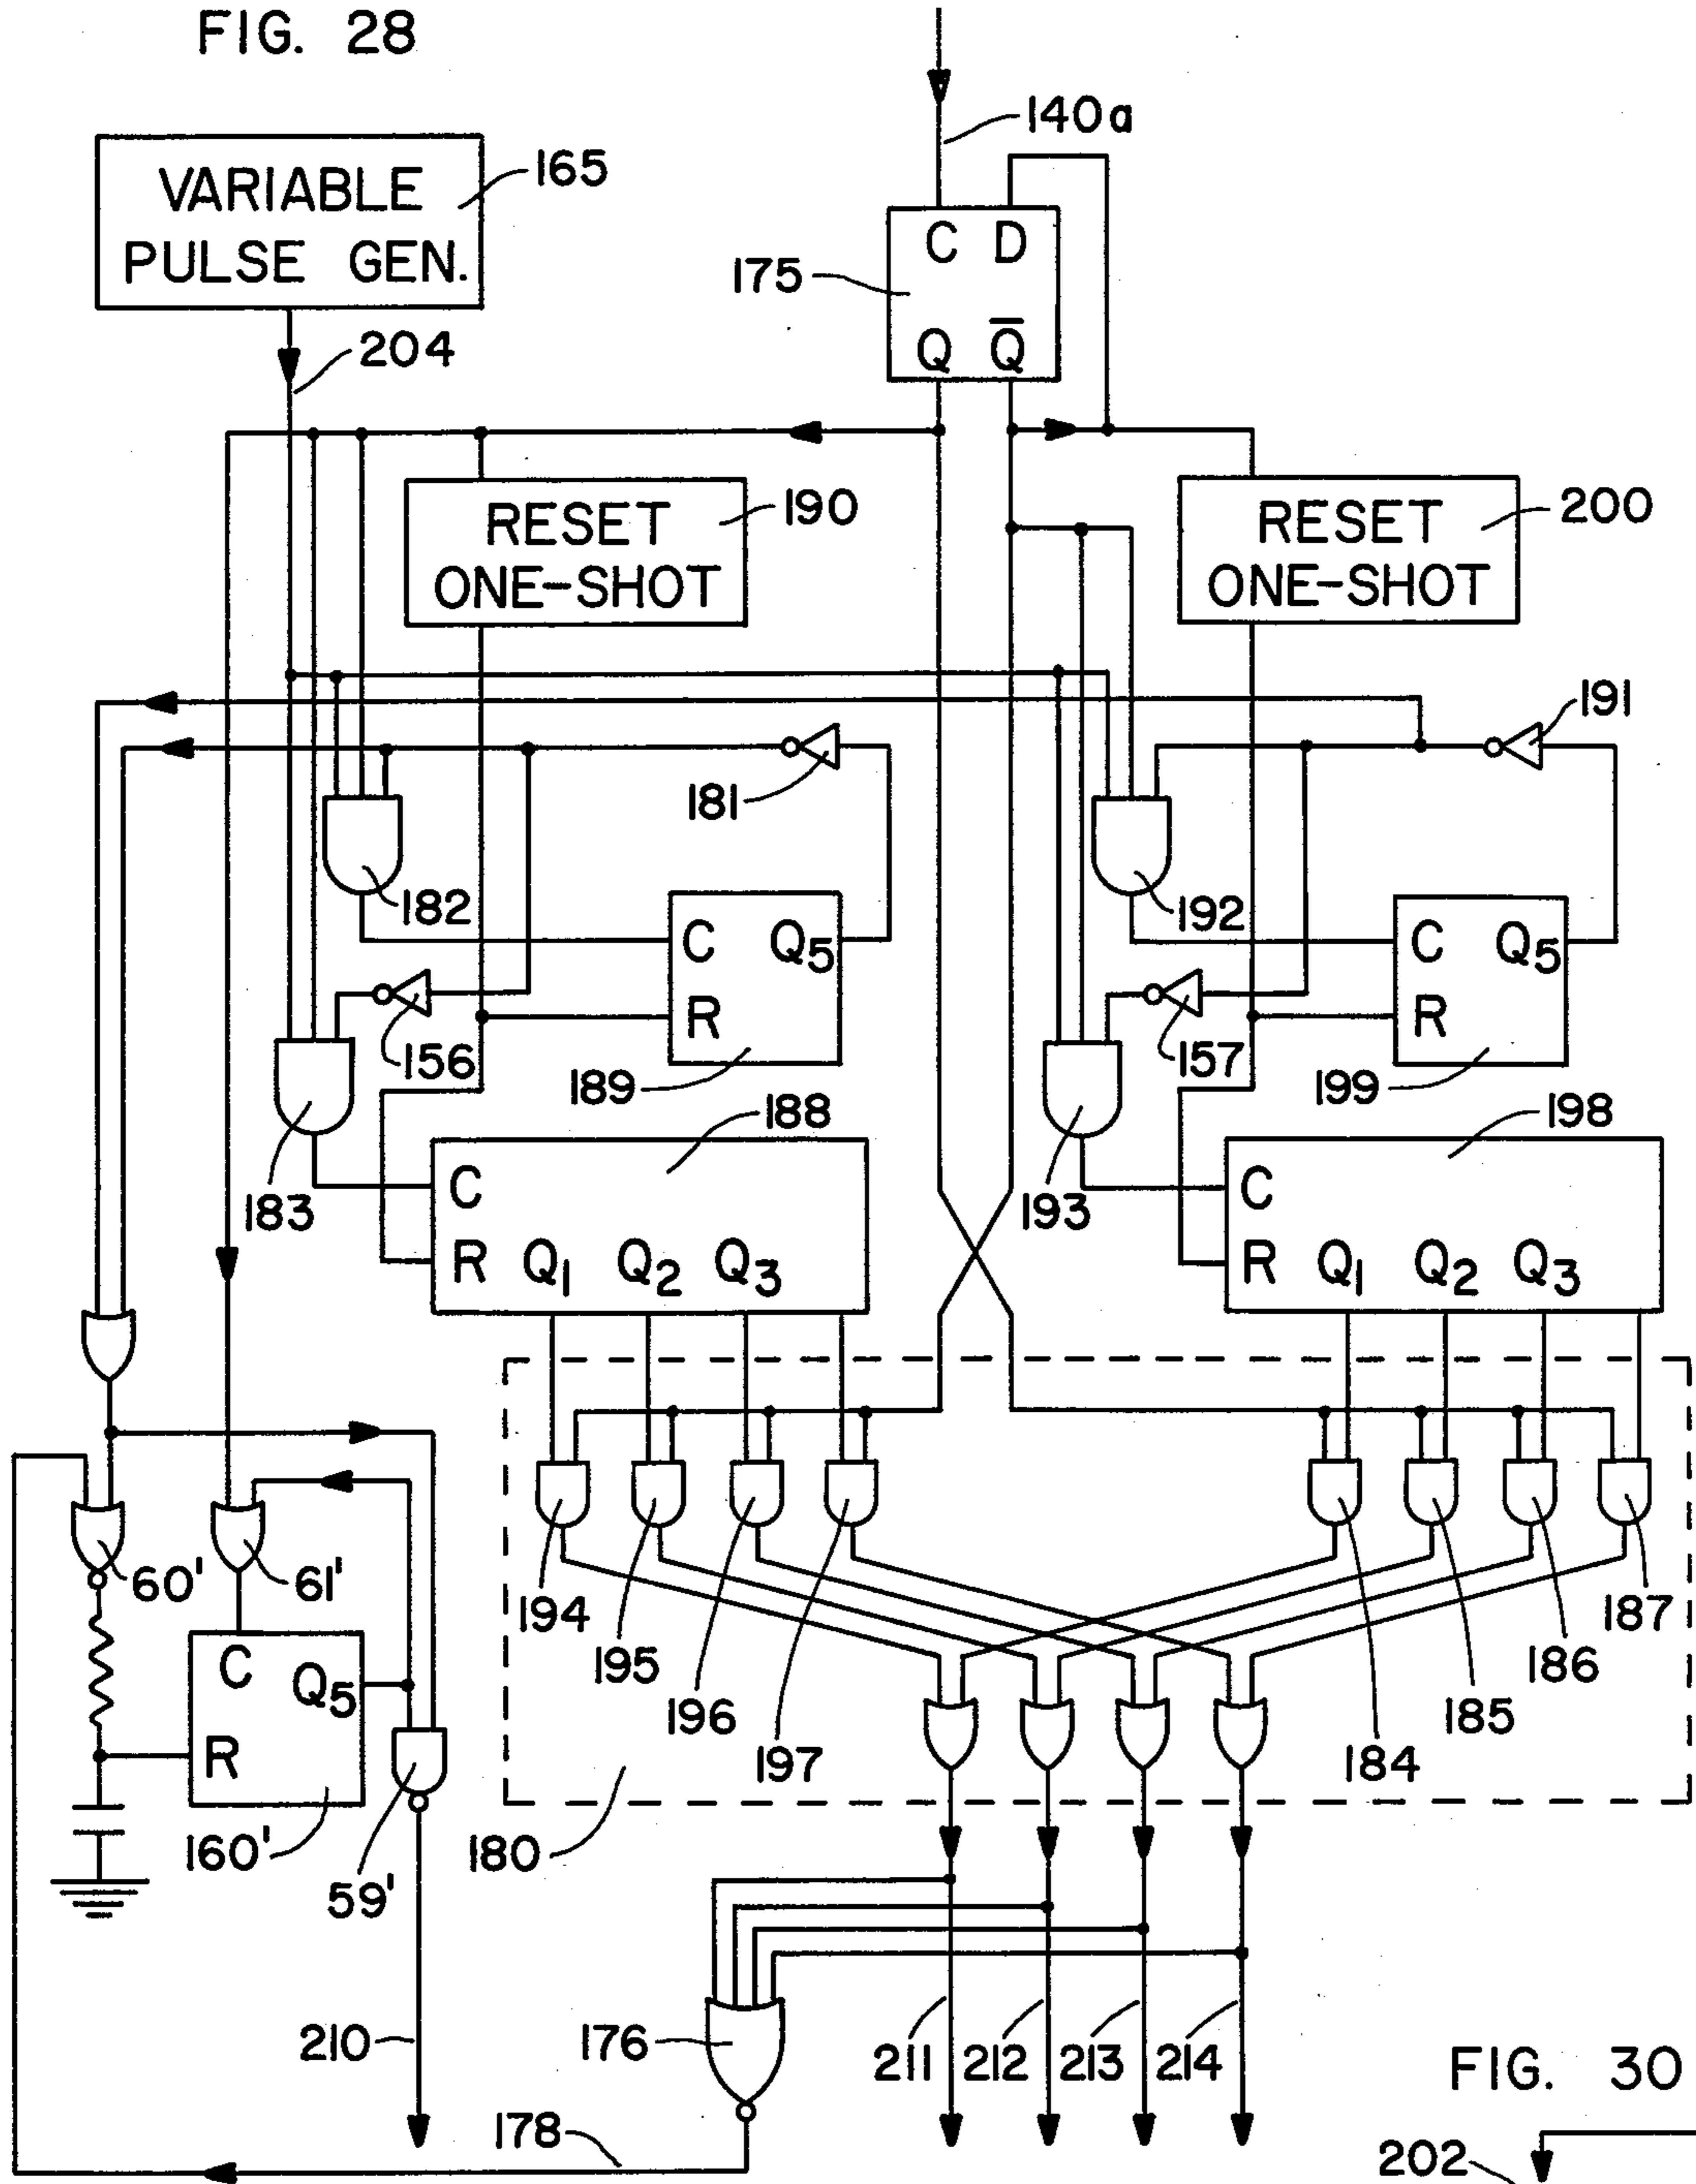 FIG. 28
140a
VARIABLE
PULSE GEN.
165
C D
175
Q Q̅
204
RESET
ONE-SHOT
190
RESET
ONE-SHOT
200
191
181
182
C Q5
R
192
C Q5
R
156
189
157
199
188
198
183
C
R Q1 Q2 Q3
193
C
R Q1 Q2 Q3
60'
61'
194
195
196
197
184
185
186
187
C Q5
R
160'
59'
180
210
176
211
212
213
214
178
FIG. 30
202